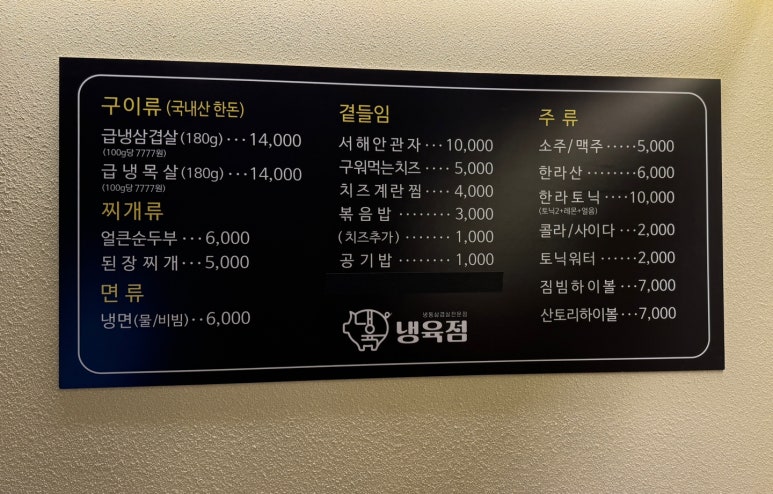 구이류 (국내산 한돈)
급냉삼겹살 (180g) ··· 14,000
(100g당 7777원)
급냉목살 (180g) ··· 14,000
(100g당 7777원)
찌개류
얼큰순두부 ··· 6,000
된장찌개 ··· 5,000
면류
냉면(물/비빔) ·· 6,000
곁들임
서해안관자 ··· 10,000
구워먹는치즈 ···· 5,000
치즈계란찜 ···· 4,000
볶음밥 ········ 3,000
(치즈추가) ········ 1,000
공기밥 ········ 1,000
냉동삼겹살전문점
냉육점
주류
소주/맥주 ····· 5,000
한라산 ········ 6,000
한라토닉 ···· 10,000
(토닉2+레몬+얼음)
콜라/사이다 ··· 2,000
토닉워터 ······ 2,000
짐빔하이볼 ··· 7,000
산토리하이볼 ··· 7,000